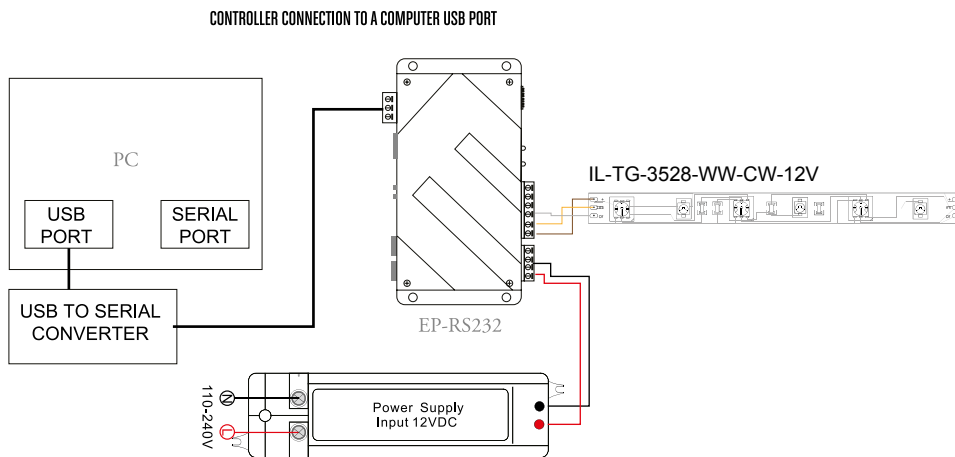 CONTROLLER CONNECTION TO A COMPUTER USB PORT
PC
USB
PORT
SERIAL
PORT
USB TO SERIAL
CONVERTER
EP-RS232
IL-TG-3528-WW-CW-12V
N
L
110-240V
Power Supply
Input 12VDC